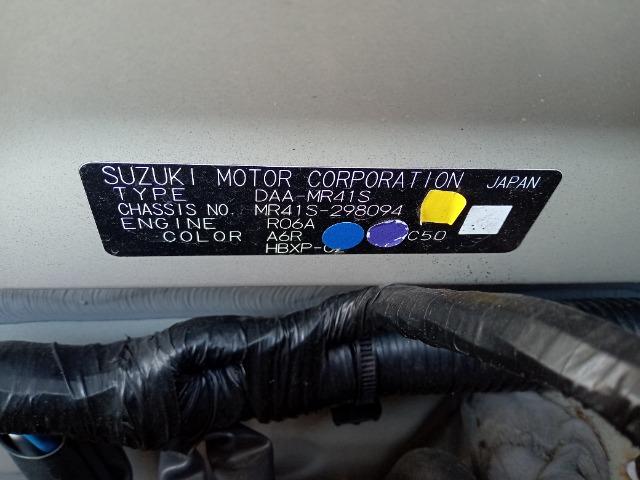 SUZUKI MOTOR CORPORATION JAPAN
TYPE DAA-MR41S
CHASSIS NO. MR41S-298094
ENGINE R06A
COLOR A6R C50